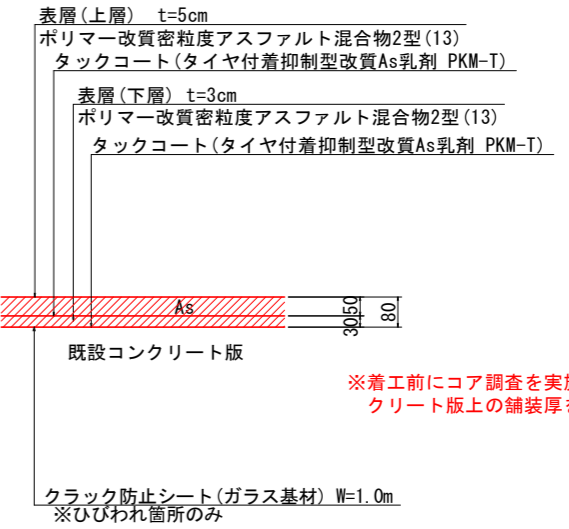 表層(上層) t=5cm
ポリマー改質密粒度アスファルト混合物2型(13)
タックコート(タイヤ付着抑制型改質As乳剤 PKM-T)
表層(下層) t=3cm
ポリマー改質密粒度アスファルト混合物2型(13)
タックコート(タイヤ付着抑制型改質As乳剤 PKM-T)
As
50
30
80
既設コンクリート版
※着工前にコア調査を実施
クリート版上の舗装厚を
クラック防止シート(ガラス基材) W=1.0m
※ひびわれ箇所のみ